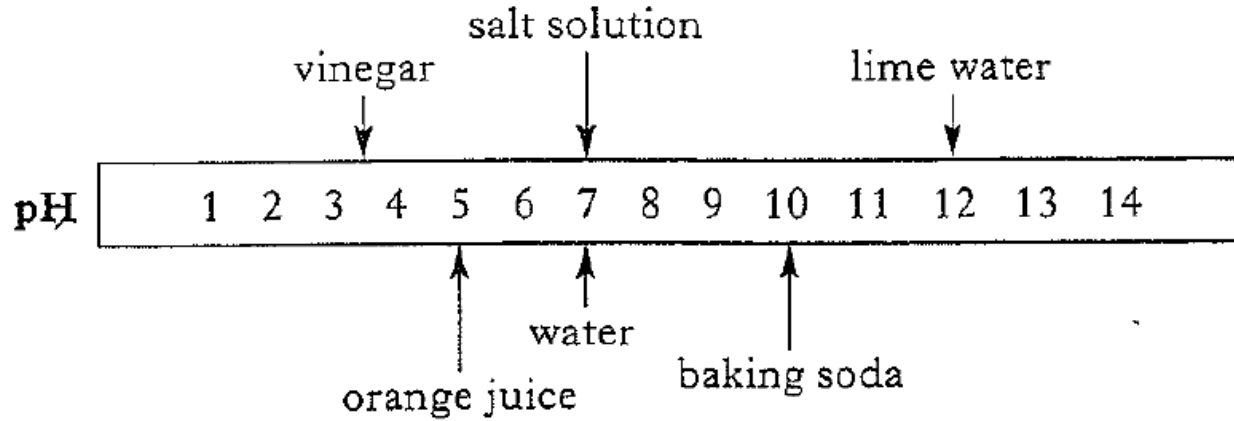 salt solution
vinegar
lime water
pH 1 2 3 4 5 6 7 8 9 10 11 12 13 14
water
baking soda
orange juice